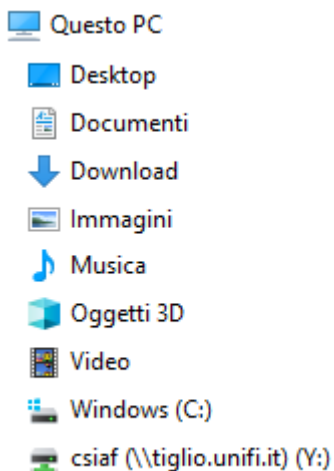 Questo PC
Desktop
Documenti
Download
Immagini
Musica
Oggetti 3D
Video
Windows (C:)
csiaf (\\tiglio.unifi.it) (Y:)